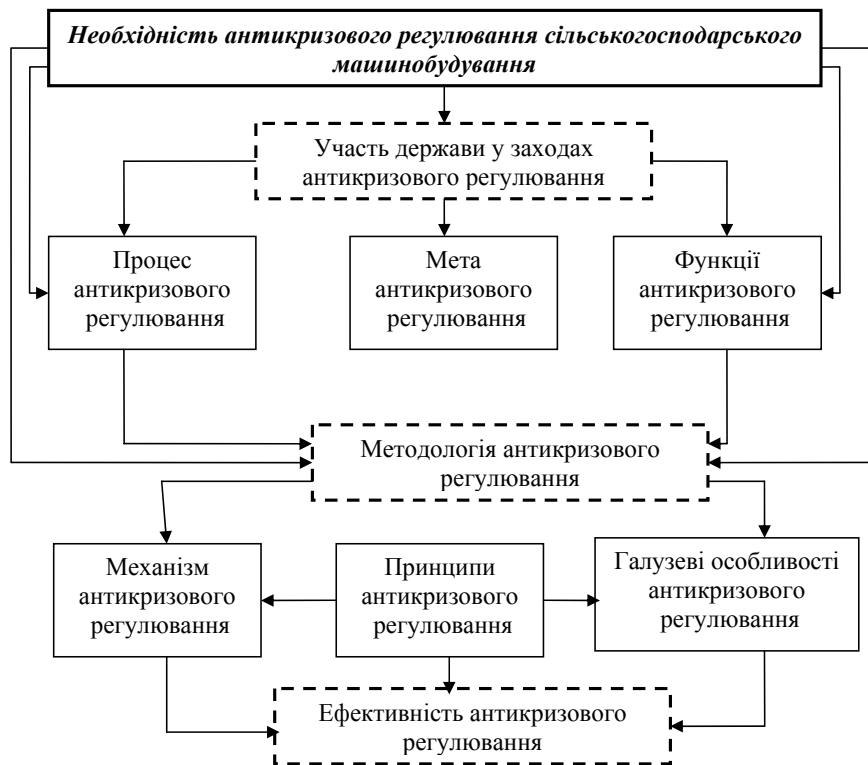 Необхідність антикризового регулювання сільськогосподарського
машинобудування
Участь держави у заходах
антикризового регулювання
Процес
антикризового
регулювання
Мета
антикризового
регулювання
Функції
антикризового
регулювання
Методологія антикризового
регулювання
Механізм
антикризового
регулювання
Принципи
антикризового
регулювання
Галузеві особливості
антикризового
регулювання
Ефективність антикризового
регулювання